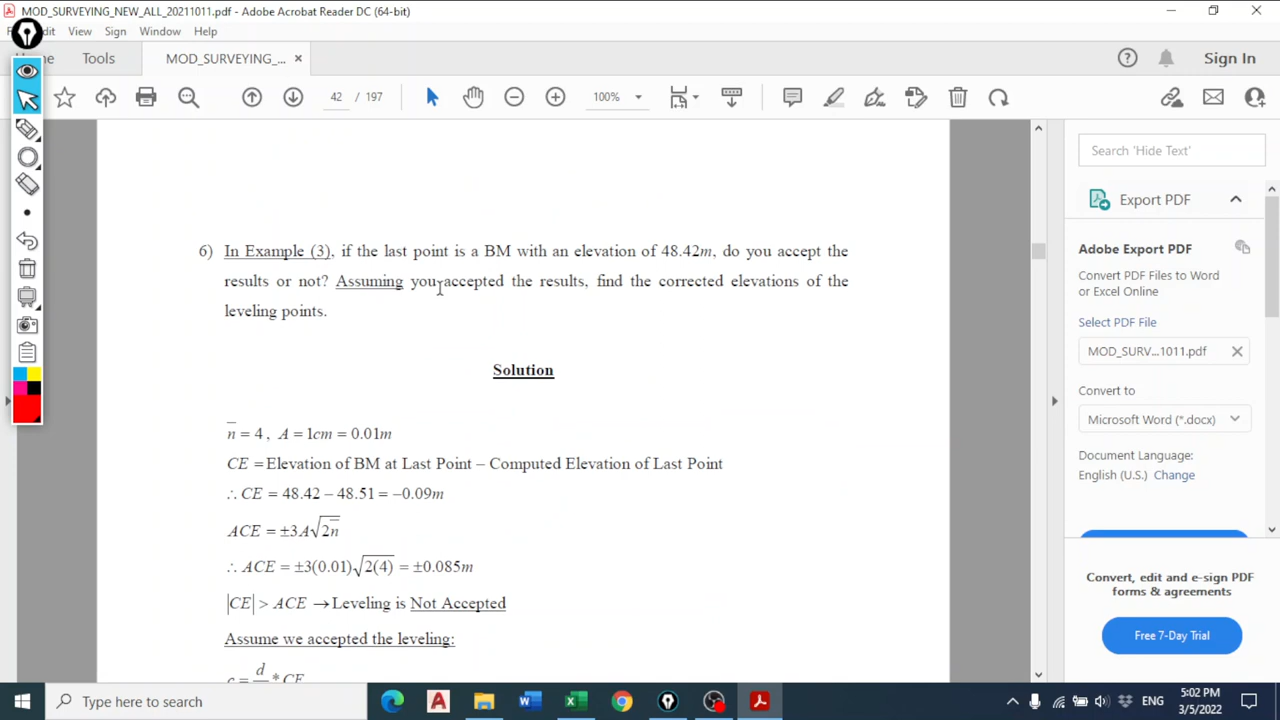 MOD_SURVEYING_NEW_ALL_20211011.pdf - Adobe Acrobat Reader DC (64-bit)
View Sign Window Help
Tools MOD_SURVEYING_... Sign In
42 / 197 100%
6) In Example (3), if the last point is a BM with an elevation of 48.42m, do you accept the
results or not? Assuming you accepted the results, find the corrected elevations of the
leveling points.
Solution
n̅ = 4 , A = 1cm = 0.01m
CE = Elevation of BM at Last Point – Computed Elevation of Last Point
∴ CE = 48.42 – 48.51 = –0.09m
ACE = ±3A√2n̅
∴ ACE = ±3(0.01)√2(4) = ±0.085m
|CE| > ACE → Leveling is Not Accepted
Assume we accepted the leveling:
d
* CE
Search 'Hide Text'
Export PDF
Adobe Export PDF
Convert PDF Files to Word
or Excel Online
Select PDF File
MOD_SURV...1011.pdf
Convert to
Microsoft Word (*.docx)
Document Language:
English (U.S.) Change
Convert, edit and e-sign PDF
forms & agreements
Free 7-Day Trial
Type here to search
ENG
5:02 PM
3/5/2022